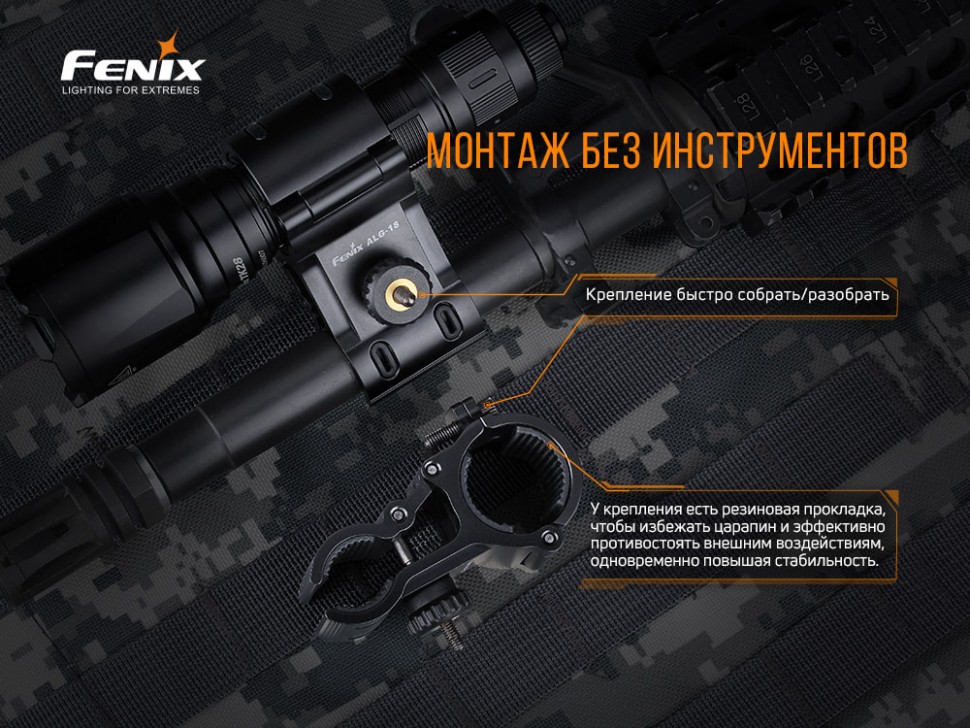 FENIX
LIGHTING FOR EXTREMES
МОНТАЖ БЕЗ ИНСТРУМЕНТОВ
L24
L26
L28
FENIX ALG-18
TK28
Крепление быстро собрать/разобрать
У крепления есть резиновая прокладка,
чтобы избежать царапин и эффективно
противостоять внешним воздействиям,
одновременно повышая стабильность.